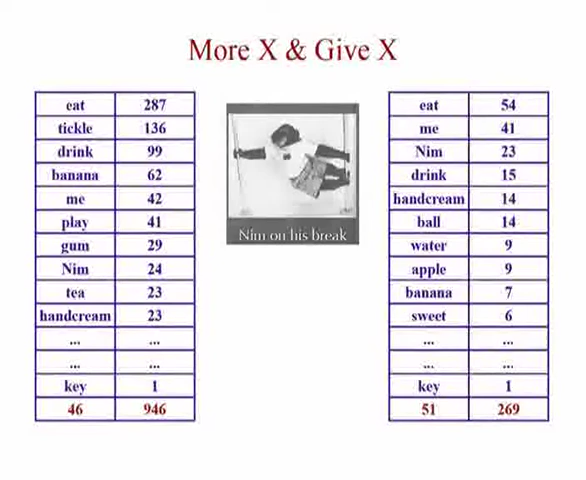 More X & Give X
eat 287
tickle 136
drink 99
banana 62
me 42
play 41
gum 29
Nim 24
tea 23
handcream 23
... ...
... ...
key 1
46 946
Nim on his break
eat 54
me 41
Nim 23
drink 15
handcream 14
ball 14
water 9
apple 9
banana 7
sweet 6
... ...
... ...
key 1
51 269